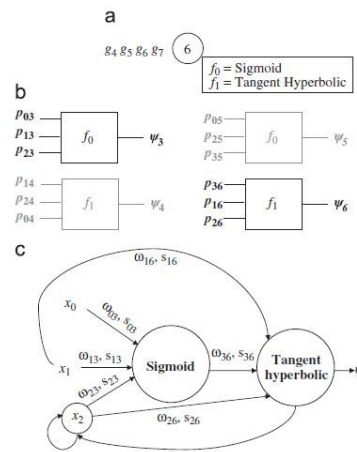 a
g4 g5 g6 g7 6
f0 = Sigmoid
f1 = Tangent Hyperbolic
b
p03
p13
p23
f0
ψ3
p05
p25
p35
f0
ψ5
p14
p24
p04
f1
ψ4
p36
p16
p26
f1
ψ6
c
ω16, s16
x0
ω03, s03
x1
ω13, s13
ω23, s23
Sigmoid
ω36, s36
Tangent
hyperbolic
x2
ω26, s26